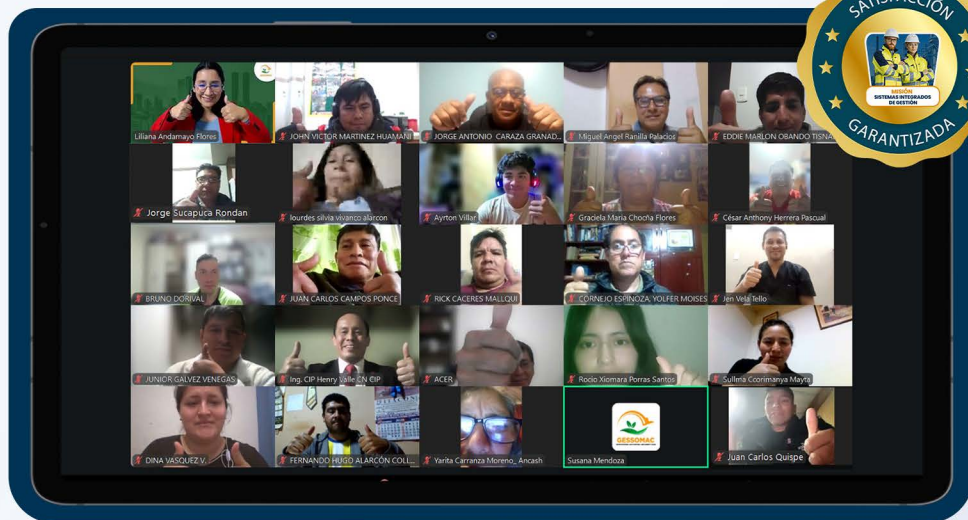 SATISFACCIÓN
MISIÓN
SISTEMAS INTEGRADOS
DE GESTIÓN
GARANTIZADA
Liliana Andamayo Flores
JOHN VICTOR MARTINEZ HUAMANI
JORGE ANTONIO CARAZA GRANAD...
Miguel Angel Ranilla Palacios
EDDIE MARLON OBANDO TISNA
Jorge Sucapuca Rondan
lourdes silvia vivanco alarcon
Ayrton Villar
Graciela Maria Chocña Flores
César Anthony Herrera Pascual
BRUNO DORIVAL
JUAN CARLOS CAMPOS PONCE
RICK CACERES MALLQUI
CORNEJO ESPINOZA, YOLFER MOISES
Jen Vela Tello
JUNIOR GALVEZ VENEGAS
Ing. CIP Henry Valle CN CIP
ACER
Rocio Xiomara Porras Santos
Sullma Ccorimanya Mayta
DINA VASQUEZ V.
FERNANDO HUGO ALARCÓN COLL...
Yarita Carranza Moreno_ Ancash
GESSOMAC
Susana Mendoza
Juan Carlos Quispe